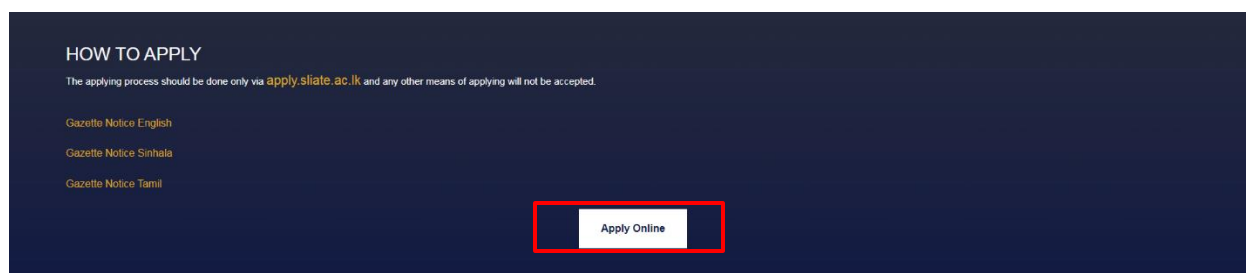 HOW TO APPLY
The applying process should be done only via apply.sliate.ac.lk and any other means of applying will not be accepted.
Gazette Notice English
Gazette Notice Sinhala
Gazette Notice Tamil
Apply Online